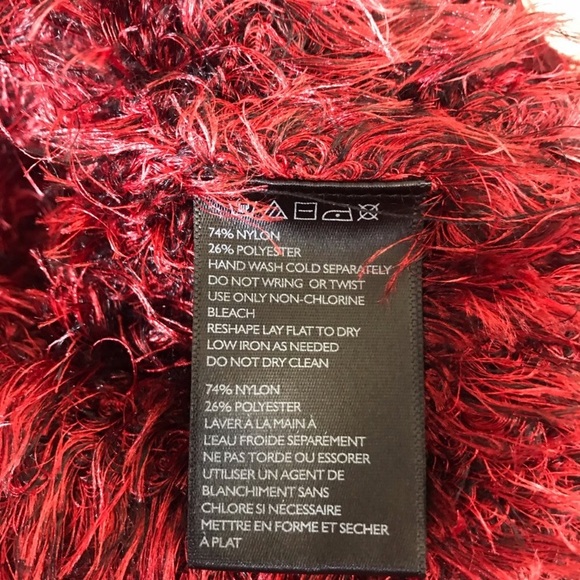 74% NYLON
26% POLYESTER
HAND WASH COLD SEPARATELY
DO NOT WRING OR TWIST
USE ONLY NON-CHLORINE
BLEACH
RESHAPE LAY FLAT TO DRY
LOW IRON AS NEEDED
DO NOT DRY CLEAN
74% NYLON
26% POLYESTER
LAVER À LA MAIN À
L'EAU FROIDE SÉPARÉMENT
NE PAS TORDE OU ESSORER
UTILISER UN AGENT DE
BLANCHIMENT SANS
CHLORE SI NÉCESSAIRE
METTRE EN FORME ET SECHER
À PLAT